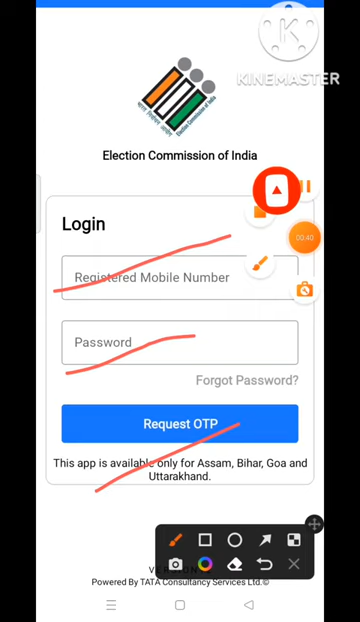 KINEMASTER
Election Commission of India
00:40
Login
Registered Mobile Number
Password
Forgot Password?
Request OTP
This app is available only for Assam, Bihar, Goa and
Uttarakhand.
Powered By TATA Consultancy Services Ltd.©